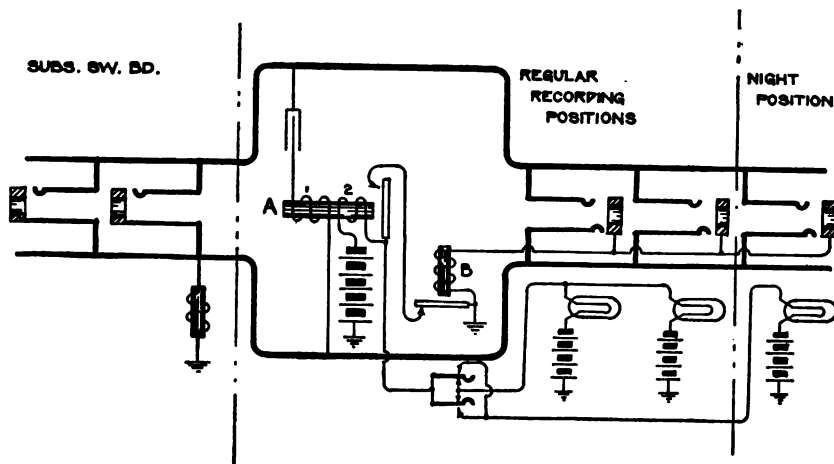 SUBS. SW. BD.
REGULAR
RECORDING
POSITIONS
NIGHT
POSITION
A
1
2
B